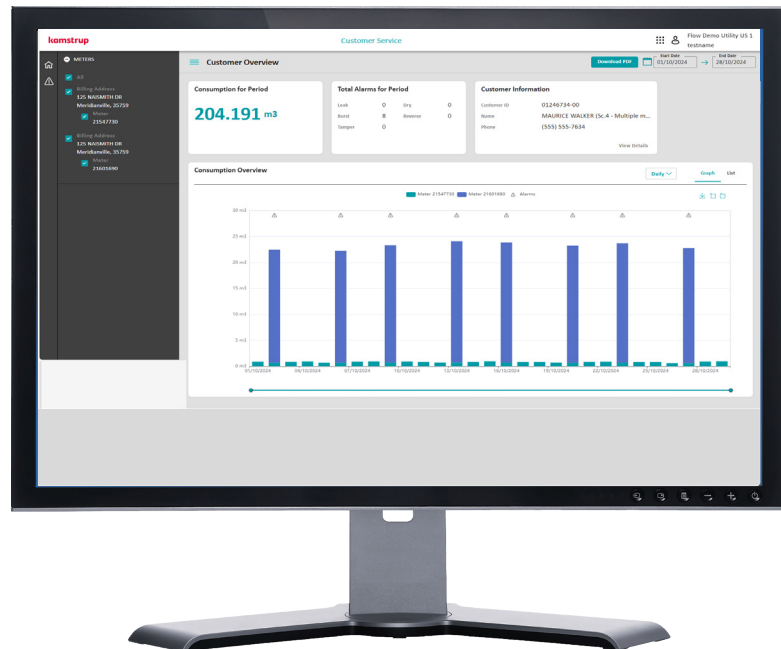 kamstrup
Customer Service
Flow Demo Utility US 1
testname
METERS
All
Billing Address
125 NAISMITH DR
Meridianville, 35759
Meter
21547730
Billing Address
125 NAISMITH DR
Meridianville, 35759
Meter
21601690
Customer Overview
Download PDF
Start Date
01/10/2024
End Date
28/10/2024
Consumption for Period
204.191 m3
Total Alarms for Period
Leak 0 Dry 0
Burst 8 Reverse 0
Tamper 0
Customer Information
Customer ID 01246734-00
Name MAURICE WALKER (Sc.4 - Multiple m...
Phone (555) 555-7634
View Details
Consumption Overview
Daily
Graph
List
Meter 21547730 Meter 21601690 Alarms
30 m3
25 m3
20 m3
15 m3
10 m3
5 m3
0 m3
01/10/2024 04/10/2024 07/10/2024 10/10/2024 13/10/2024 16/10/2024 19/10/2024 22/10/2024 25/10/2024 28/10/2024